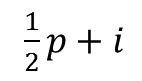 ½p + i